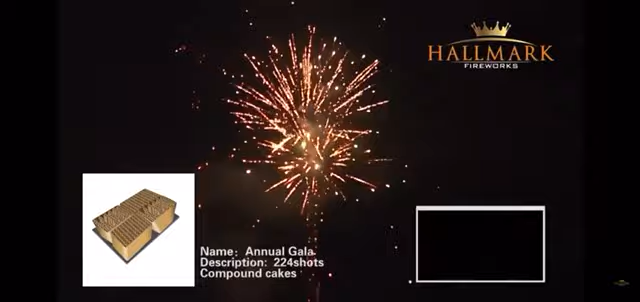 HALLMARK
FIREWORKS
Name: Annual Gala
Description: 224shots
Compound cakes